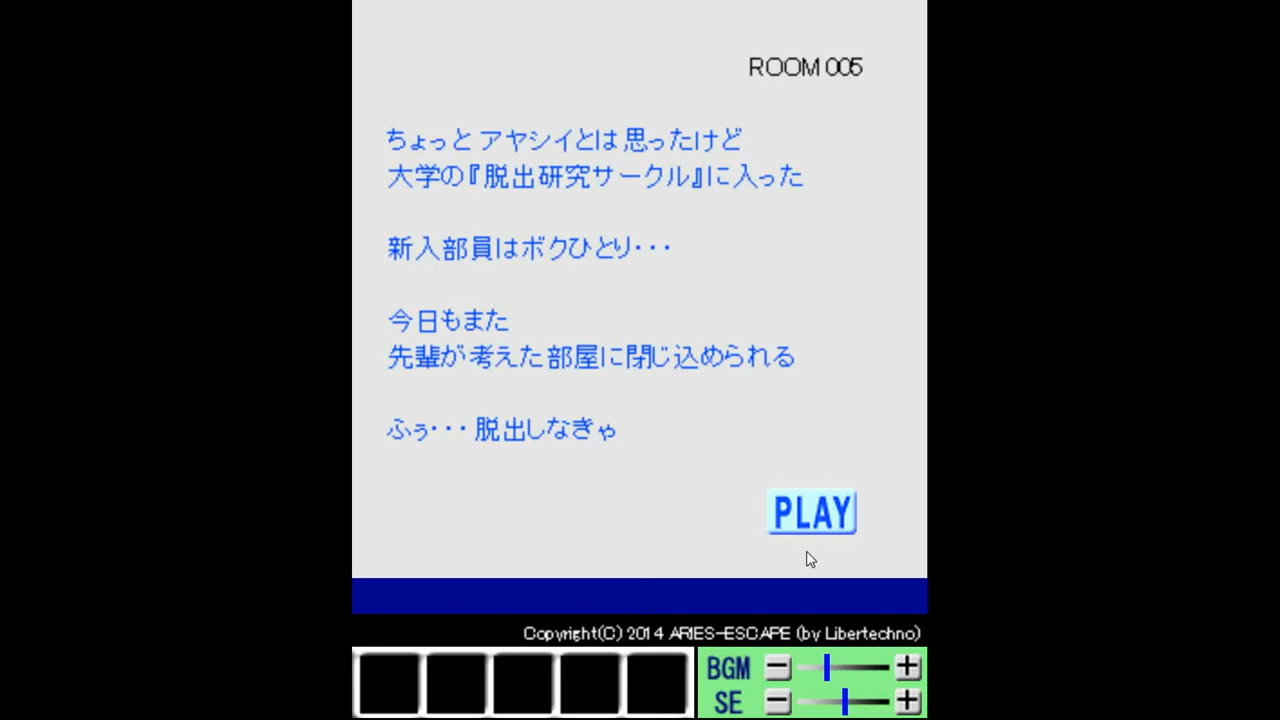 ROOM 005
ちょっと アヤシイとは 思ったけど
大学の『脱出研究サークル』に入った
新入部員はボクひとり・・・
今日もまた
先輩が考えた部屋に閉じ込められる
ふぅ・・・ 脱出しなきゃ
PLAY
Copyright(C) 2014 ARIES-ESCAPE (by Libertechno)
BGM − +
SE − +